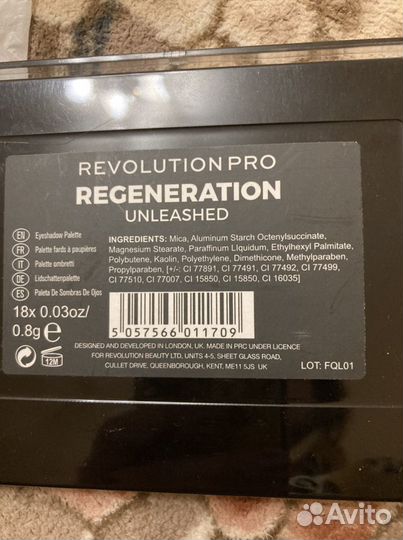 REVOLUTION PRO
REGENERATION
UNLEASHED
EN Eyeshadow Palette
FR Palette fards à paupières
IT Palette ombretti
DE Lidschattenpalette
ES Paleta De Sombras De Ojos
18x 0.03oz/
0.8g e
12M
INGREDIENTS: Mica, Aluminum Starch Octenylsuccinate,
Magnesium Stearate, Paraffinum LIquidum, Ethylhexyl Palmitate,
Polybutene, Kaolin, Polyethylene, Dimethicone, Methylparaben,
Propylparaben, [+/-: CI 77891, CI 77491, CI 77492, CI 77499,
CI 77510, CI 77007, CI 15850, CI 15850, CI 16035]
5 057566 011709
DESIGNED AND DEVELOPED IN LONDON, UK. MADE IN PRC UNDER LICENCE
FOR REVOLUTION BEAUTY LTD, UNITS 4-5, SHEET GLASS ROAD,
CULLET DRIVE, QUEENBOROUGH, KENT, ME11 5JS UK
LOT: FQL01
Avito